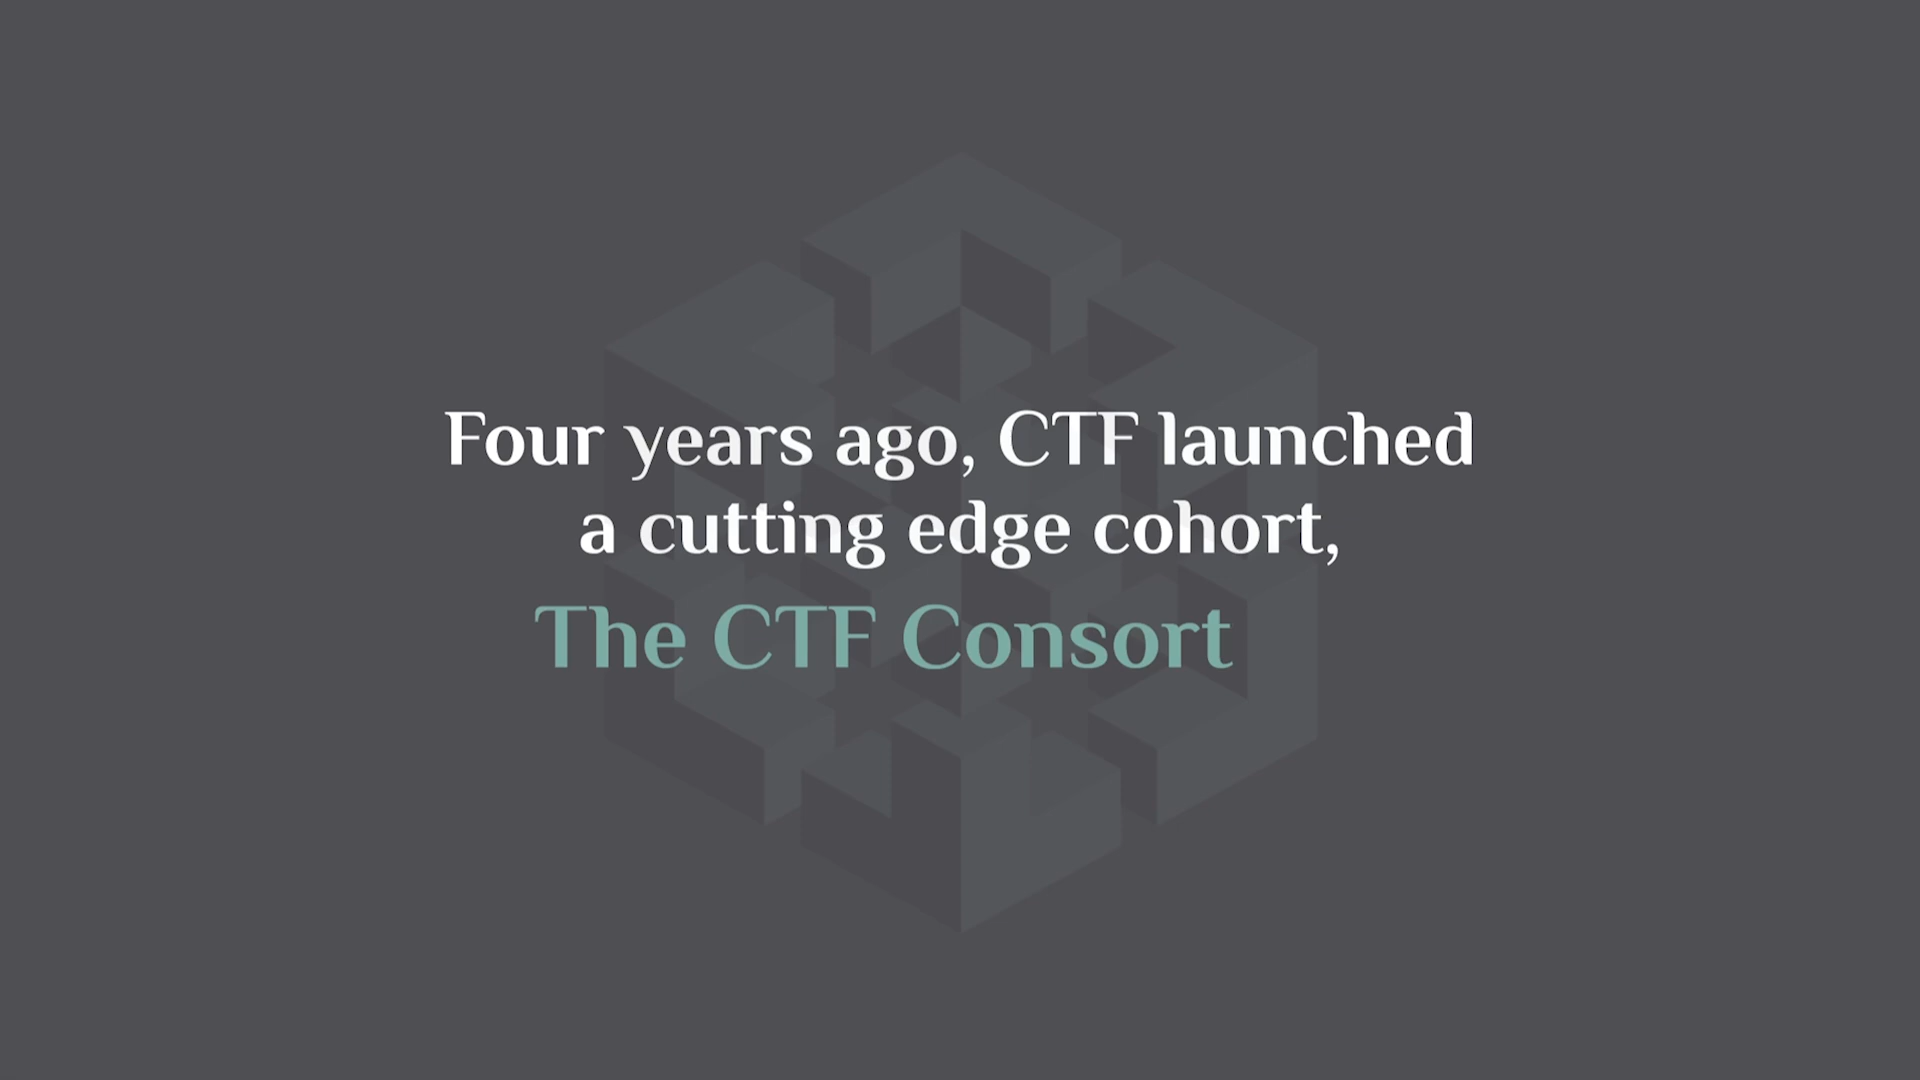 Four years ago, CTF launched
a cutting edge cohort,
The CTF Consort